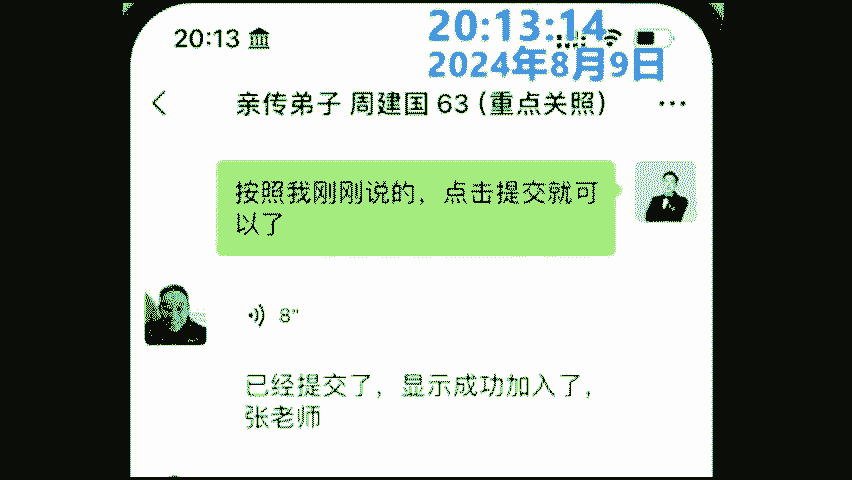 20:13
20:13:14
2024年8月9日
亲传弟子 周建国 63 (重点关照)
按照我刚刚说的，点击提交就可
以了
8"
已经提交了，显示成功加入了，
张老师